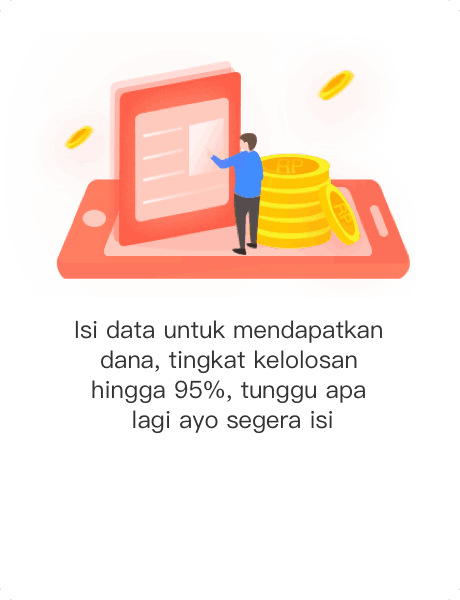 RP
RP
Isi data untuk mendapatkan
dana, tingkat kelolosan
hingga 95%, tunggu apa
lagi ayo segera isi